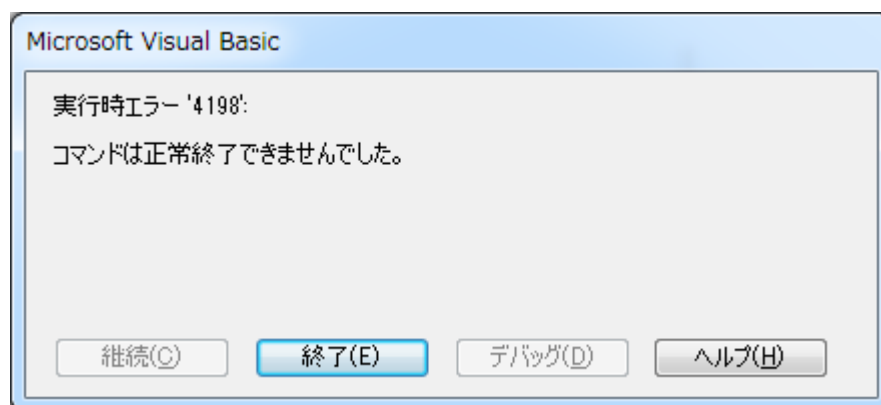 Microsoft Visual Basic
実行時エラー '4198':
コマンドは正常終了できませんでした。
継続(C)
終了(E)
デバッグ(D)
ヘルプ(H)